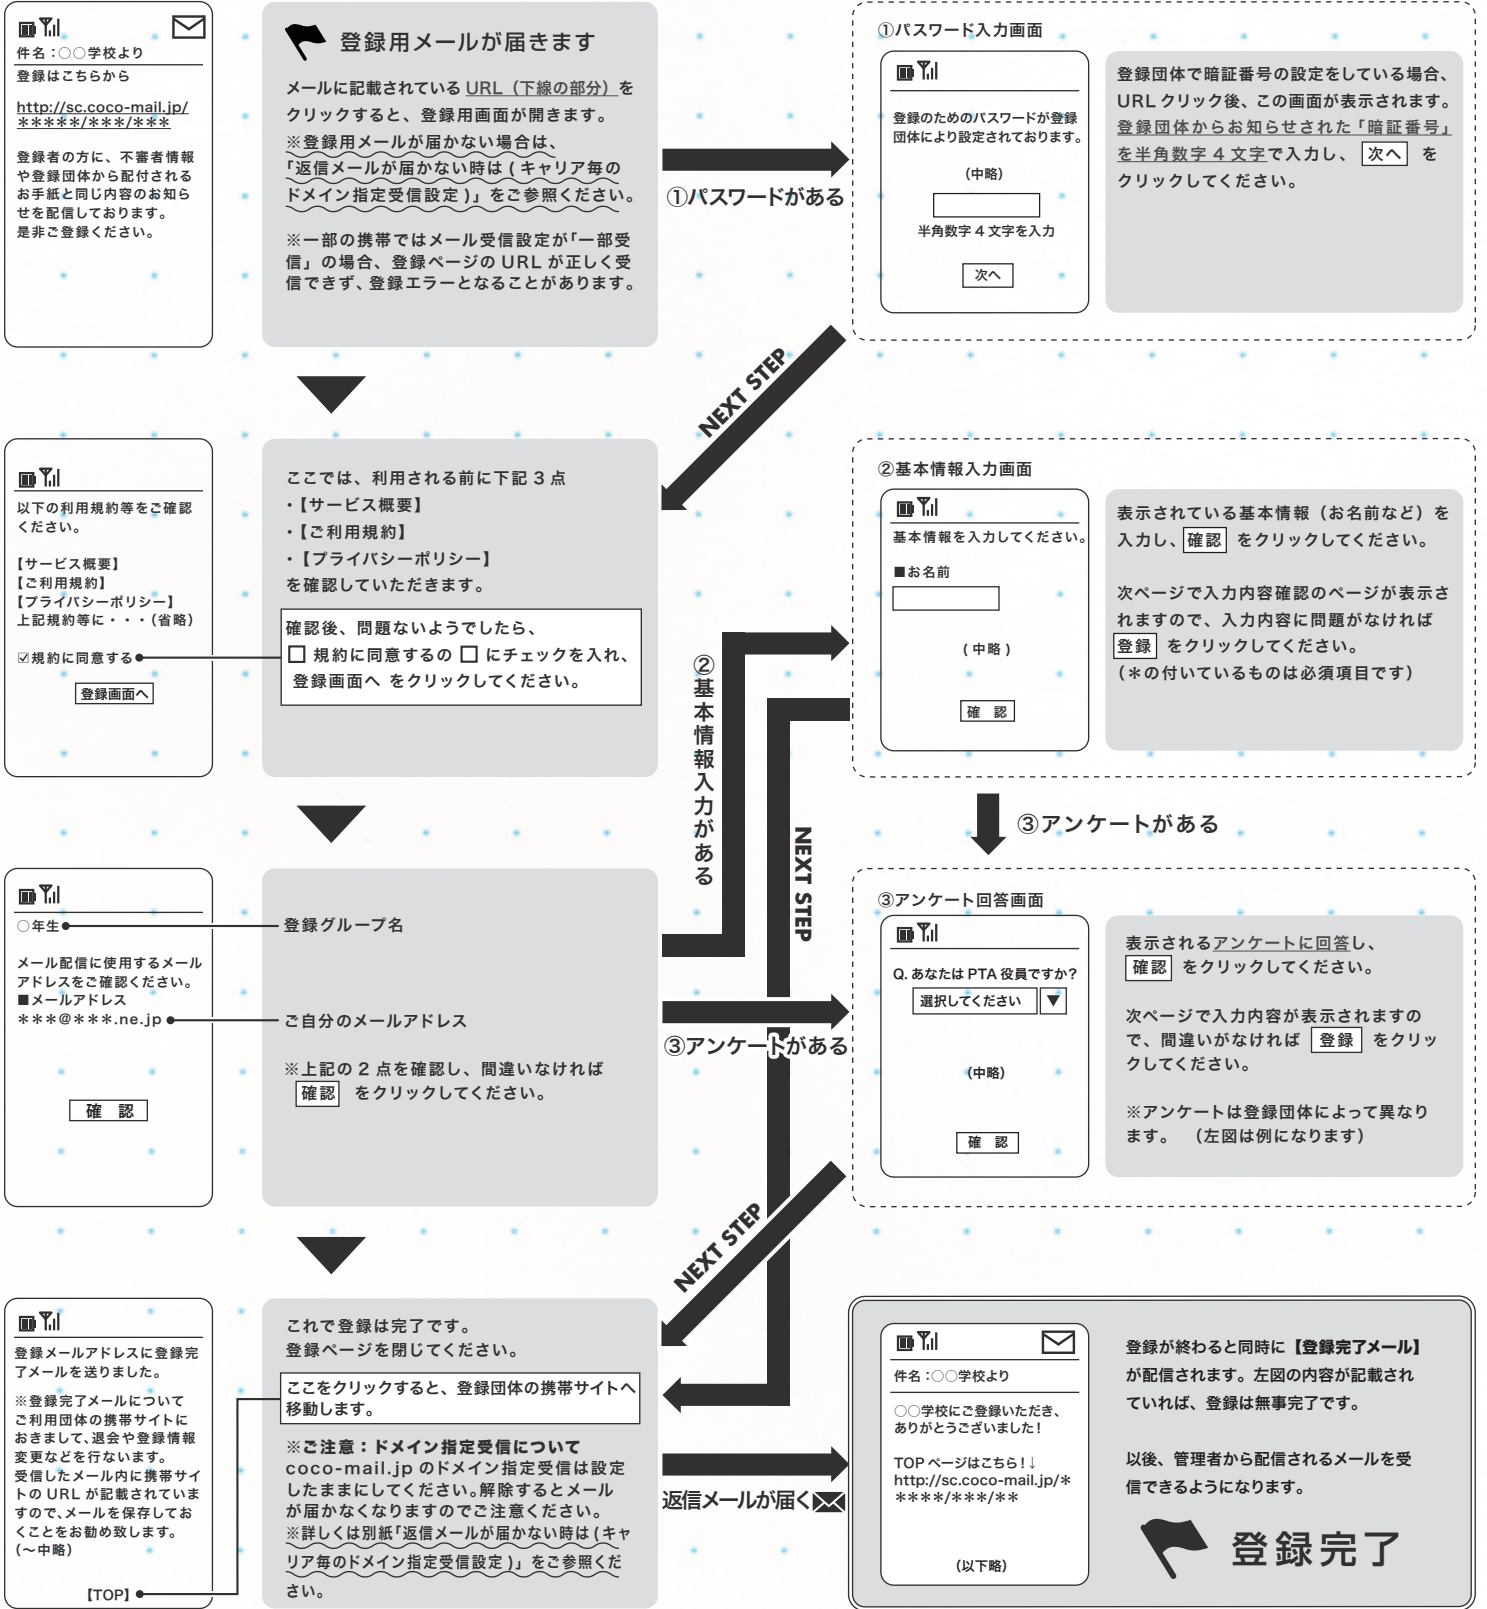 件名：○○学校より
登録はこちらから
http://sc.coco-mail.jp/
*****/***/***
登録者の方に、不審者情報
や登録団体から配付される
お手紙と同じ内容のお知ら
せを配信しております。
是非ご登録ください。
登録用メールが届きます
メールに記載されている URL（下線の部分）を
クリックすると、登録用画面が開きます。
※登録用メールが届かない場合は、
「返信メールが届かない時は ( キャリア毎の
ドメイン指定受信設定 )」をご参照ください。
※一部の携帯ではメール受信設定が「一部受
信」の場合、登録ページの URL が正しく受
信できず、登録エラーとなることがあります。
①パスワードがある
①パスワード入力画面
登録のためのパスワードが登録
団体により設定されております。
（中略）
半角数字 4 文字を入力
次へ
登録団体で暗証番号の設定をしている場合、
URL クリック後、この画面が表示されます。
登録団体からお知らせされた「暗証番号」
を半角数字 4 文字で入力し、 次へ を
クリックしてください。
NEXT STEP
以下の利用規約等をご確認
ください。
【サービス概要】
【ご利用規約】
【プライバシーポリシー】
上記規約等に・・・（省略）
☑規約に同意する
登録画面へ
ここでは、利用される前に下記 3 点
・【サービス概要】
・【ご利用規約】
・【プライバシーポリシー】
を確認していただきます。
確認後、問題ないようでしたら、
□ 規約に同意するの □ にチェックを入れ、
登録画面へ をクリックしてください。
②基本情報入力がある
②基本情報入力画面
基本情報を入力してください。
■お名前
( 中略 )
確 認
表示されている基本情報（お名前など）を
入力し、 確認 をクリックしてください。
次ページで入力内容確認のページが表示さ
れますので、入力内容に問題がなければ
登録 をクリックしてください。
（＊の付いているものは必須項目です）
③アンケートがある
NEXT STEP
○年生
メール配信に使用するメール
アドレスをご確認ください。
■メールアドレス
***@***.ne.jp
確 認
登録グループ名
ご自分のメールアドレス
※上記の 2 点を確認し、間違いなければ
確認 をクリックしてください。
③アンケートがある
③アンケート回答画面
Q. あなたは PTA 役員ですか?
選択してください ▼
（中略）
確 認
表示されるアンケートに回答し、
確認 をクリックしてください。
次ページで入力内容が表示されますの
で、間違いがなければ 登録 をクリッ
クしてください。
※アンケートは登録団体によって異なり
ます。 （左図は例になります）
NEXT STEP
登録メールアドレスに登録完
了メールを送りました。
※登録完了メールについて
ご利用団体の携帯サイトに
おきまして、退会や登録情報
変更などを行ないます。
受信したメール内に携帯サイ
トの URL が記載されていま
すので、メールを保存してお
くことをお勧め致します。
（～中略）
【TOP】
これで登録は完了です。
登録ページを閉じてください。
ここをクリックすると、登録団体の携帯サイトへ
移動します。
※ご注意：ドメイン指定受信について
coco-mail.jp のドメイン指定受信は設定
したままにしてください。解除するとメール
が届かなくなりますのでご注意ください。
※詳しくは別紙「返信メールが届かない時は ( キャ
リア毎のドメイン指定受信設定 )」をご参照くだ
さい。
返信メールが届く
件名：○○学校より
○○学校にご登録いただき、
ありがとうございました！
TOP ページはこちら！↓
http://sc.coco-mail.jp/*
****/***/**
（以下略）
登録が終わると同時に【登録完了メール】
が配信されます。左図の内容が記載され
ていれば、登録は無事完了です。
以後、管理者から配信されるメールを受
信できるようになります。
登録完了